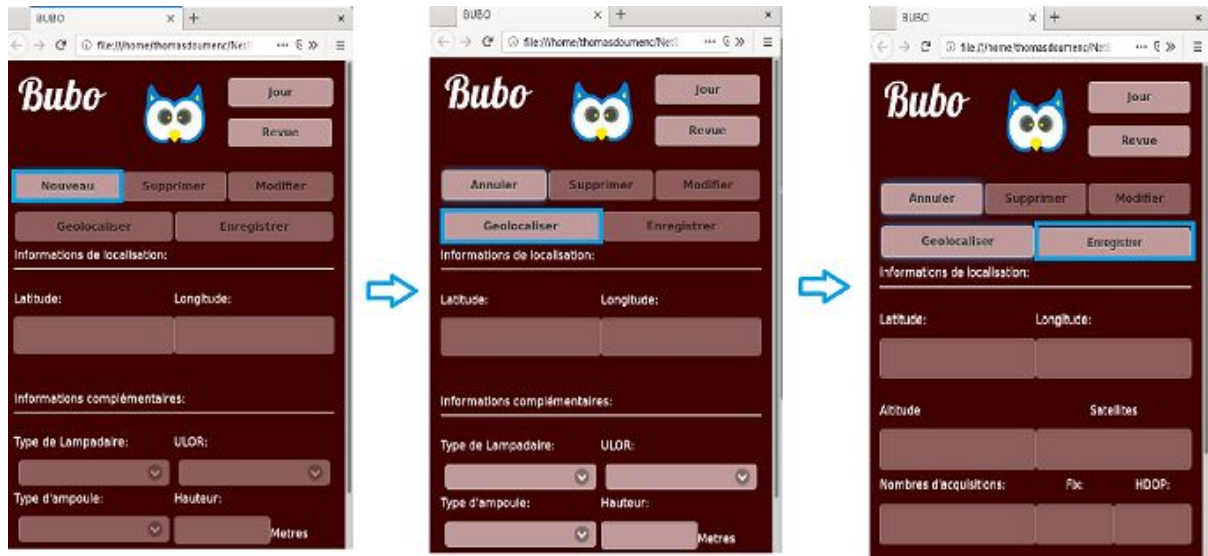 BUBO
file:///home/thomasdoumenc/Net
Bubo
Jour
Revue
Nouveau Supprimer Modifier
Geolocaliser Enregistrer
Informations de localisation:
Latitude: Longitude:
Informations complémentaires:
Type de Lampadaire: ULOR:
Type d'ampoule: Hauteur:
Metres
BUBO
file:///home/thomasdoumenc/Net
Bubo
Jour
Revue
Annuler Supprimer Modifier
Geolocaliser Enregistrer
Informations de localisation:
Latitude: Longitude:
Informations complémentaires:
Type de Lampadaire: ULOR:
Type d'ampoule: Hauteur:
Metres
BUBO
file:///home/thomasdoumenc/Net
Bubo
Jour
Revue
Annuler Supprimer Modifier
Geolocaliser Enregistrer
Informations de localisation:
Latitude: Longitude:
Altitude Satellites
Nombres d'acquisitions: Fix: HDOP: